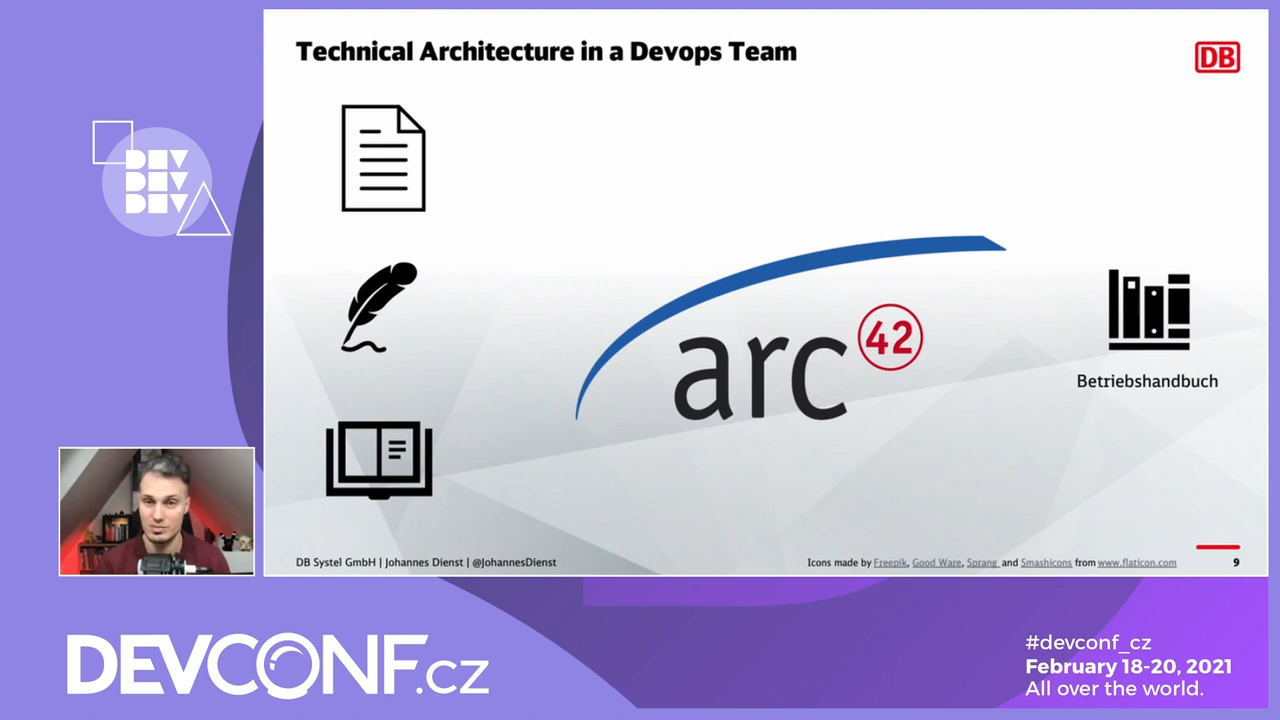 Technical Architecture in a Devops Team
DB
DEV
DEV
DEV
arc 42
Betriebshandbuch
DB Systel GmbH | Johannes Dienst | @JohannesDienst
Icons made by Freepik, Good Ware, Sprang and Smashicons from www.flaticon.com
9
DEVCONF.cz
#devconf_cz
February 18-20, 2021
All over the world.